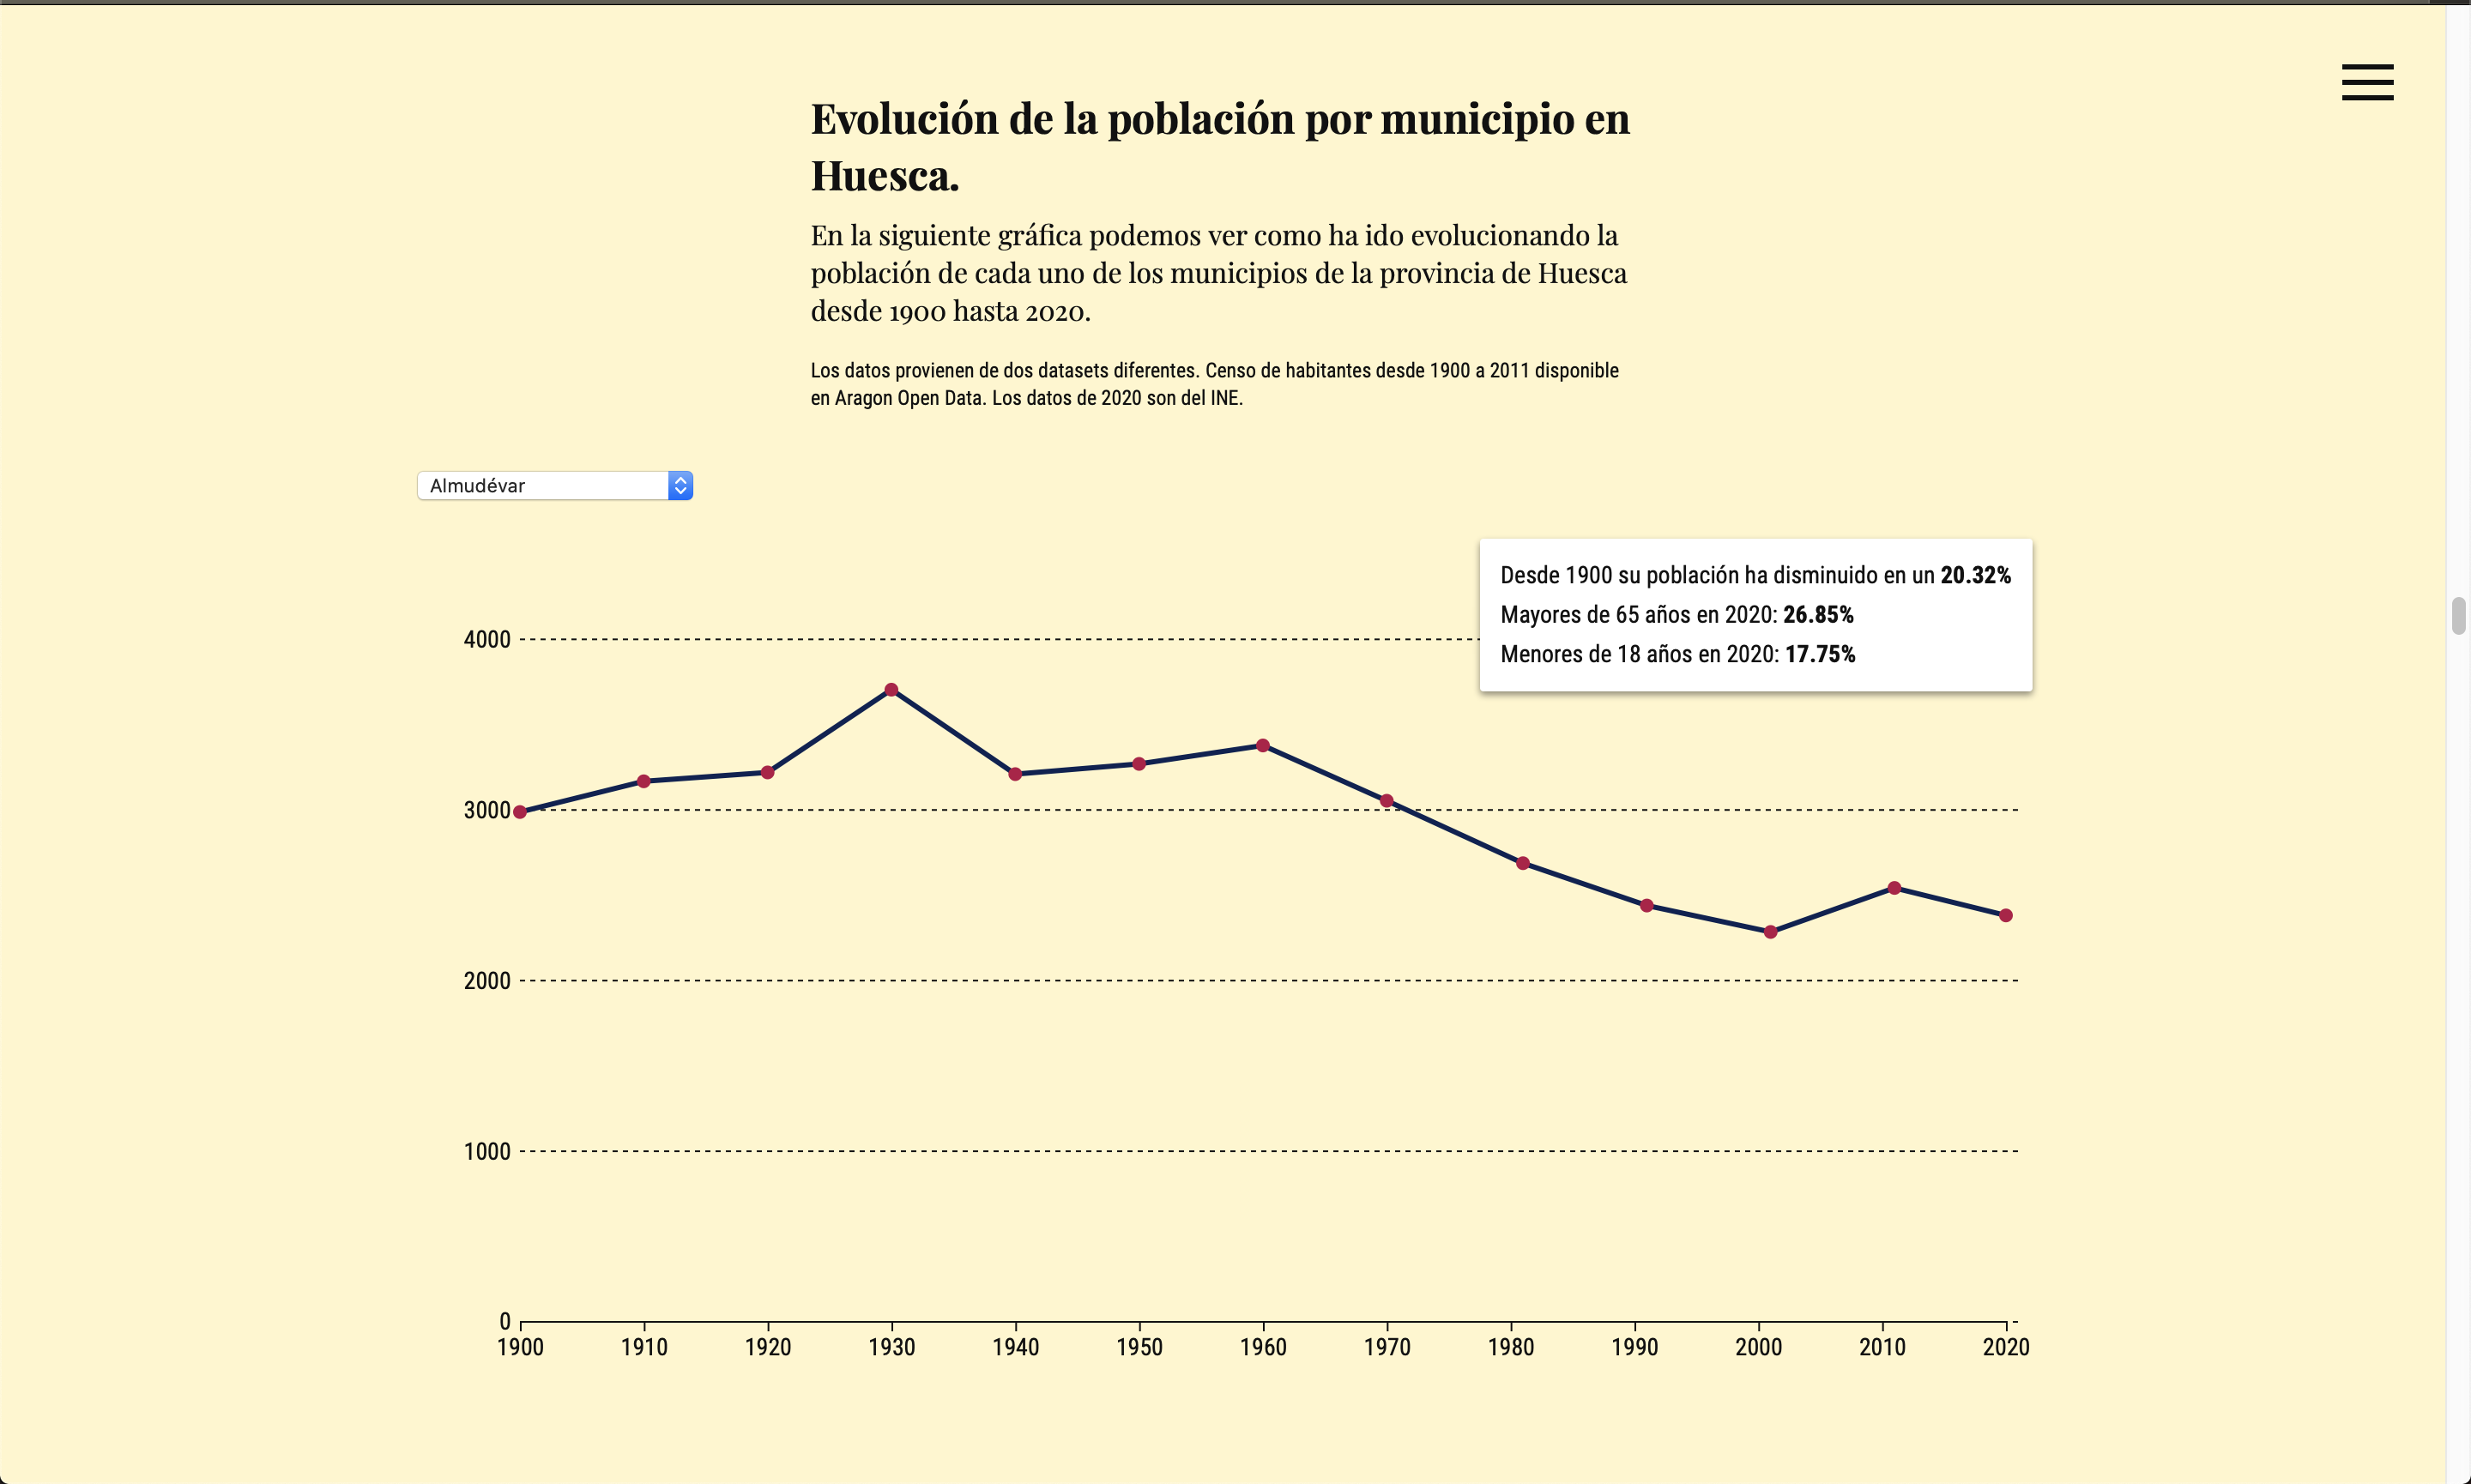 Evolución de la población por municipio en
Huesca.
En la siguiente gráfica podemos ver como ha ido evolucionando la
población de cada uno de los municipios de la provincia de Huesca
desde 1900 hasta 2020.
Los datos provienen de dos datasets diferentes. Censo de habitantes desde 1900 a 2011 disponible
en Aragon Open Data. Los datos de 2020 son del INE.
Almudévar
Desde 1900 su población ha disminuido en un 20.32%
Mayores de 65 años en 2020: 26.85%
Menores de 18 años en 2020: 17.75%
4000
3000
2000
1000
0
1900 1910 1920 1930 1940 1950 1960 1970 1980 1990 2000 2010 2020